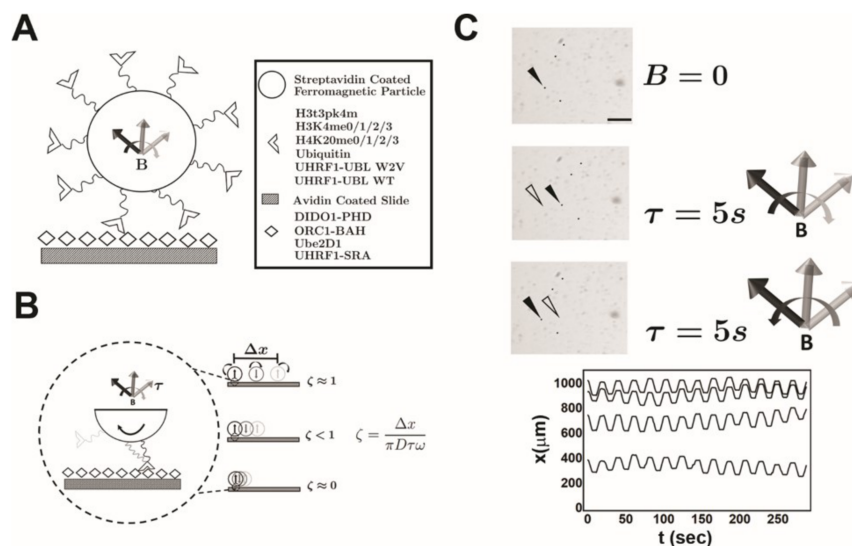 A
B
Streptavidin Coated
Ferromagnetic Particle
H3t3pk4m
H3K4me0/1/2/3
H4K20me0/1/2/3
Ubiquitin
UHRF1-UBL W2V
UHRF1-UBL WT
Avidin Coated Slide
DIDO1-PHD
ORC1-BAH
Ube2D1
UHRF1-SRA
B
τ
B
Δx
ζ ≈ 1
ζ < 1
ζ ≈ 0
ζ = Δx / πDτω
C
B = 0
τ = 5s
B
τ = 5s
B
x(μm)
1000
800
600
400
200
0
0 50 100 150 200 250
t (sec)